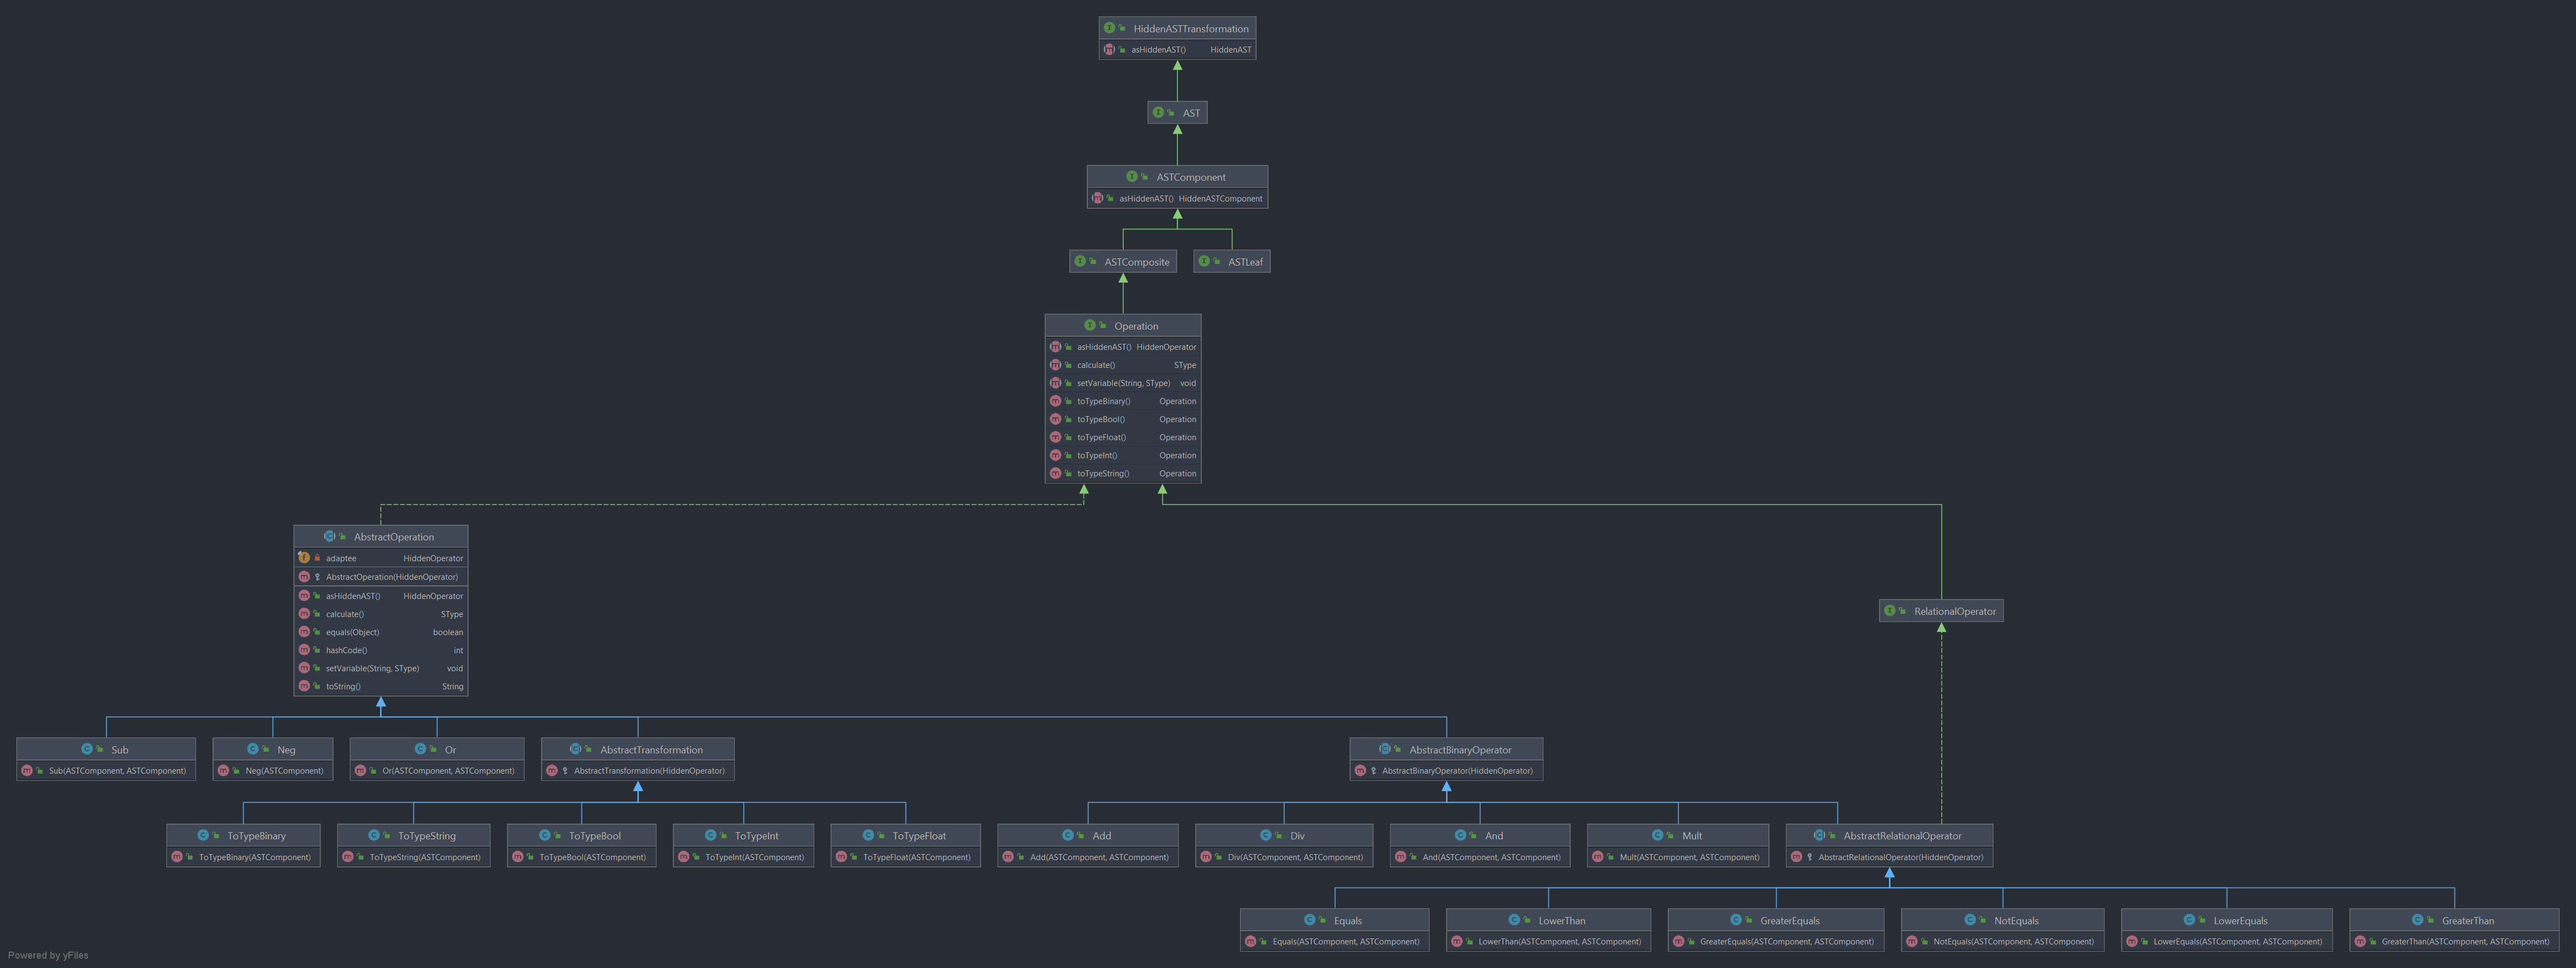 HiddenASTTransformation
asHiddenAST() HiddenAST
AST
ASTComponent
asHiddenAST() HiddenASTComponent
ASTComposite
ASTLeaf
Operation
asHiddenAST() HiddenOperator
calculate() SType
setVariable(String, SType) void
toTypeBinary() Operation
toTypeBool() Operation
toTypeFloat() Operation
toTypeInt() Operation
toTypeString() Operation
AbstractOperation
adaptee HiddenOperator
AbstractOperation(HiddenOperator)
asHiddenAST() HiddenOperator
calculate() SType
equals(Object) boolean
hashCode() int
setVariable(String, SType) void
toString() String
RelationalOperator
Sub
Sub(ASTComponent, ASTComponent)
Neg
Neg(ASTComponent)
Or
Or(ASTComponent, ASTComponent)
AbstractTransformation
AbstractTransformation(HiddenOperator)
AbstractBinaryOperator
AbstractBinaryOperator(HiddenOperator)
ToTypeBinary
ToTypeBinary(ASTComponent)
ToTypeString
ToTypeString(ASTComponent)
ToTypeBool
ToTypeBool(ASTComponent)
ToTypeInt
ToTypeInt(ASTComponent)
ToTypeFloat
ToTypeFloat(ASTComponent)
Add
Add(ASTComponent, ASTComponent)
Div
Div(ASTComponent, ASTComponent)
And
And(ASTComponent, ASTComponent)
Mult
Mult(ASTComponent, ASTComponent)
AbstractRelationalOperator
AbstractRelationalOperator(HiddenOperator)
Equals
Equals(ASTComponent, ASTComponent)
LowerThan
LowerThan(ASTComponent, ASTComponent)
GreaterEquals
GreaterEquals(ASTComponent, ASTComponent)
NotEquals
NotEquals(ASTComponent, ASTComponent)
LowerEquals
LowerEquals(ASTComponent, ASTComponent)
GreaterThan
GreaterThan(ASTComponent, ASTComponent)
Powered by yFiles